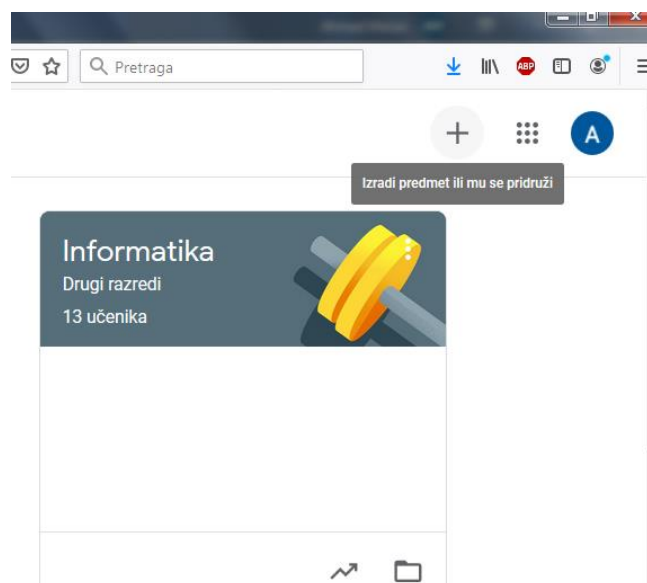 Pretraga
ABP
A
Izradi predmet ili mu se pridruži
Informatika
Drugi razredi
13 učenika